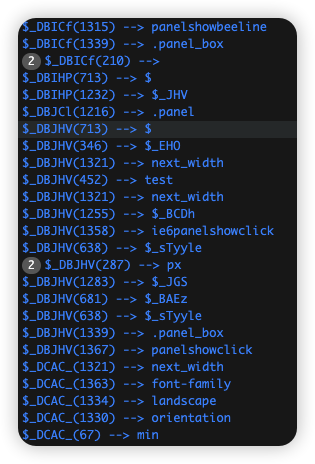 $_DBICf(1315) --> panelshowbeeline
$_DBICf(1339) --> .panel_box
2 $_DBICf(210) -->
$_DBIHP(713) --> $
$_DBIHP(1232) --> $_JHV
$_DBJCl(1216) --> .panel
$_DBJHV(713) --> $
$_DBJHV(346) --> $_EHO
$_DBJHV(1321) --> next_width
$_DBJHV(452) --> test
$_DBJHV(1321) --> next_width
$_DBJHV(1255) --> $_BCDh
$_DBJHV(1358) --> ie6panelshowclick
$_DBJHV(638) --> $_sTyyle
2 $_DBJHV(287) --> px
$_DBJHV(1283) --> $_JGS
$_DBJHV(681) --> $_BAEz
$_DBJHV(638) --> $_sTyyle
$_DBJHV(1339) --> .panel_box
$_DBJHV(1367) --> panelshowclick
$_DCAC_(1321) --> next_width
$_DCAC_(1363) --> font-family
$_DCAC_(1334) --> landscape
$_DCAC_(1330) --> orientation
$_DCAC_(67) --> min